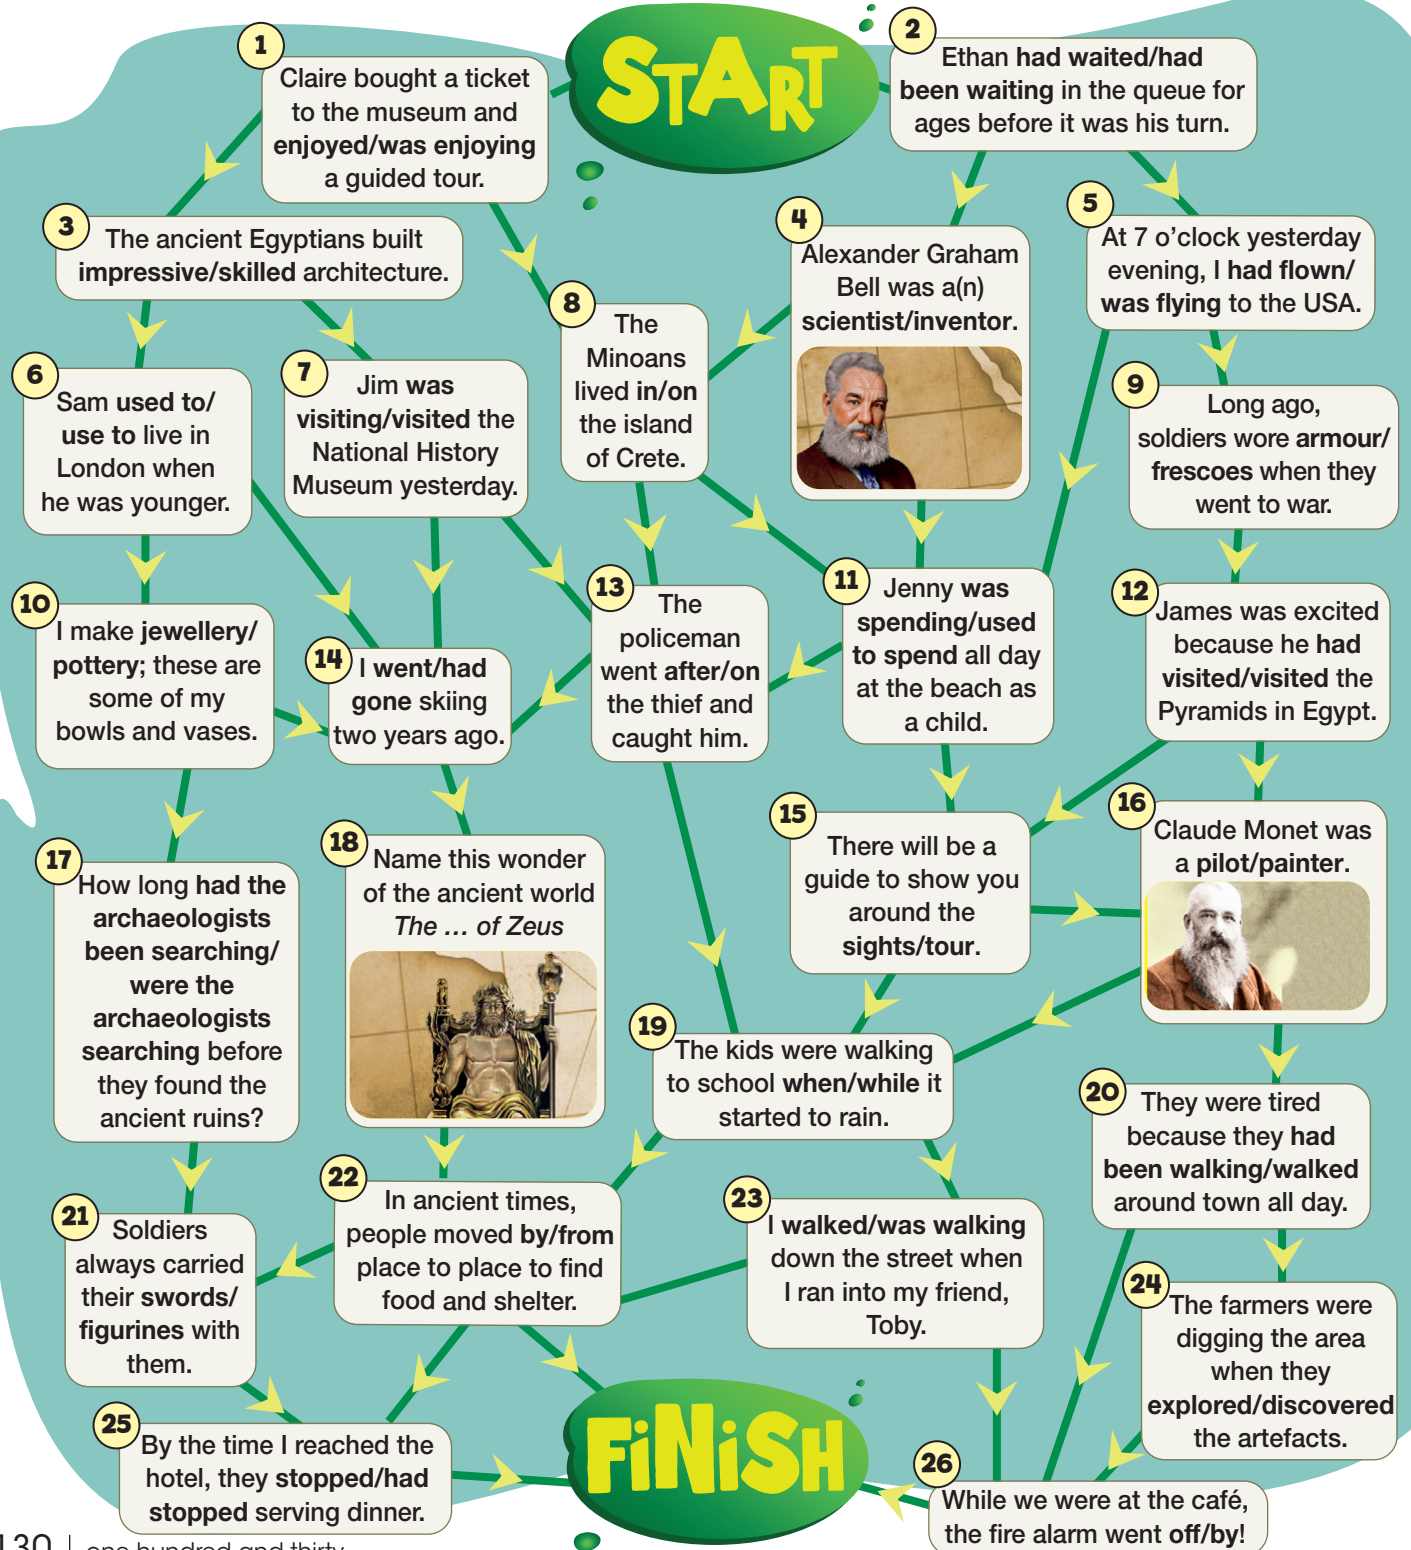 START
1
Claire bought a ticket
to the museum and
enjoyed/was enjoying
a guided tour.
2
Ethan had waited/had
been waiting in the queue for
ages before it was his turn.
3
The ancient Egyptians built
impressive/skilled architecture.
4
Alexander Graham
Bell was a(n)
scientist/inventor.
5
At 7 o'clock yesterday
evening, I had flown/
was flying to the USA.
6
Sam used to/
use to live in
London when
he was younger.
7
Jim was
visiting/visited the
National History
Museum yesterday.
8
The
Minoans
lived in/on
the island
of Crete.
9
Long ago,
soldiers wore armour/
frescoes when they
went to war.
10
I make jewellery/
pottery; these are
some of my
bowls and vases.
11
Jenny was
spending/used
to spend all day
at the beach as
a child.
12
James was excited
because he had
visited/visited the
Pyramids in Egypt.
13
The
policeman
went after/on
the thief and
caught him.
14
I went/had
gone skiing
two years ago.
15
There will be a
guide to show you
around the
sights/tour.
16
Claude Monet was
a pilot/painter.
17
How long had the
archaeologists
been searching/
were the
archaeologists
searching before
they found the
ancient ruins?
18
Name this wonder
of the ancient world
The ... of Zeus
19
The kids were walking
to school when/while it
started to rain.
20
They were tired
because they had
been walking/walked
around town all day.
21
Soldiers
always carried
their swords/
figurines with
them.
22
In ancient times,
people moved by/from
place to place to find
food and shelter.
23
I walked/was walking
down the street when
I ran into my friend,
Toby.
24
The farmers were
digging the area
when they
explored/discovered
the artefacts.
25
By the time I reached the
hotel, they stopped/had
stopped serving dinner.
26
While we were at the café,
the fire alarm went off/by!
FiNiSH
130 | one hundred and thirty